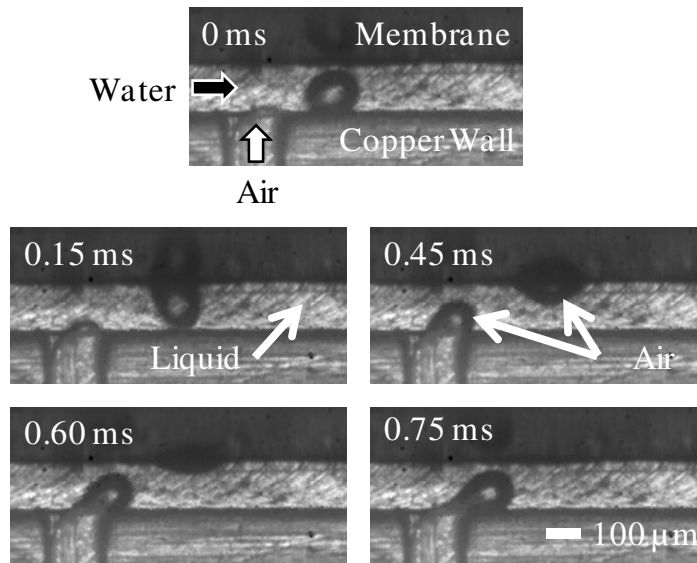 0 ms
Membrane
Water
Copper Wall
Air
0.15 ms
Liquid
0.45 ms
Air
0.60 ms
0.75 ms
100 μm